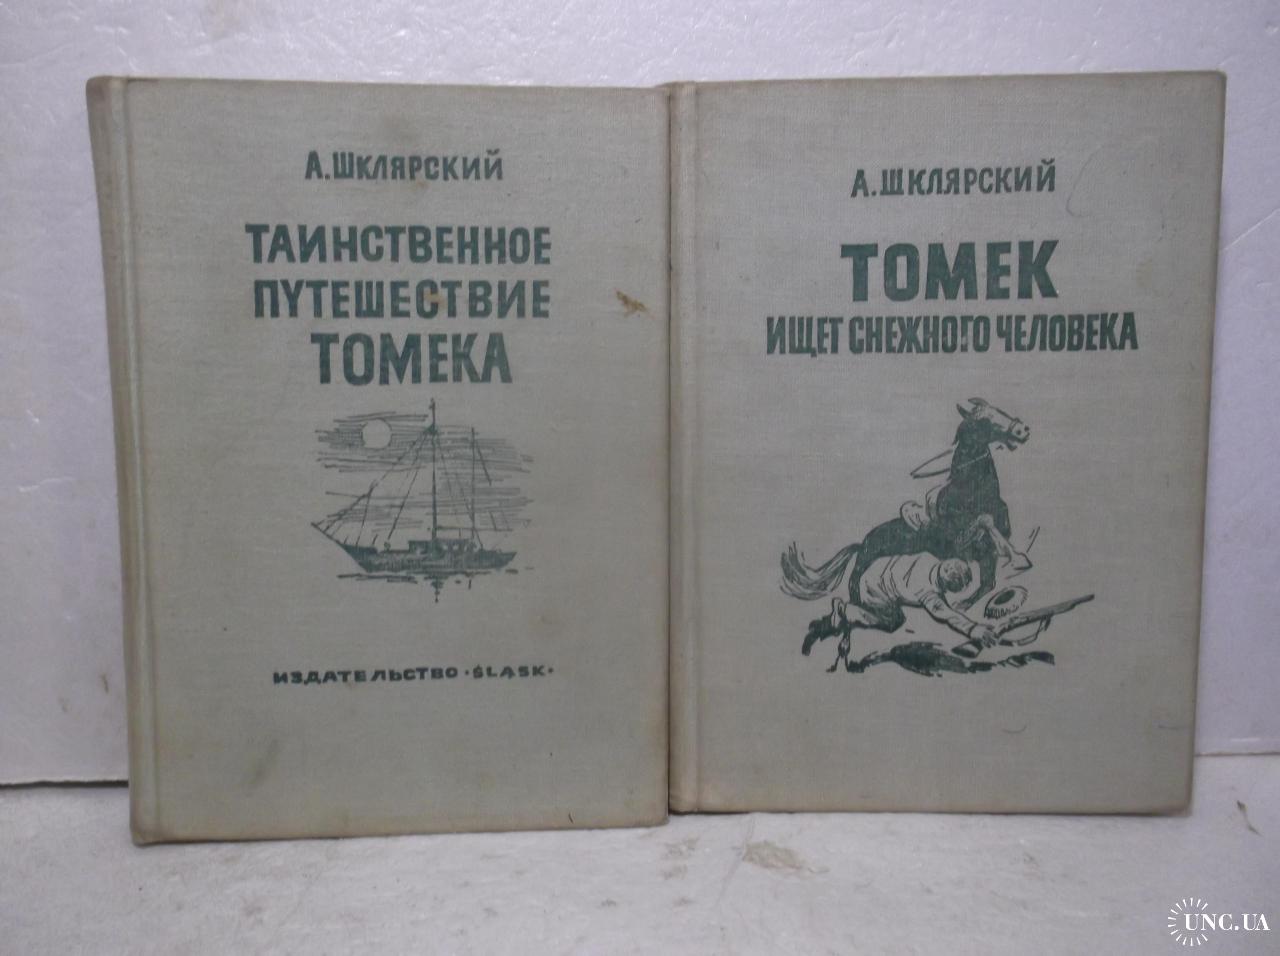 А. ШКЛЯРСКИЙ
ТАИНСТВЕННОЕ
ПУТЕШЕСТВИЕ
ТОМЕКА
ИЗДАТЕЛЬСТВО · ŚLĄSK ·
А. ШКЛЯРСКИЙ
ТОМЕК
ИЩЕТ СНЕЖНОГО ЧЕЛОВЕКА
UNC.UA